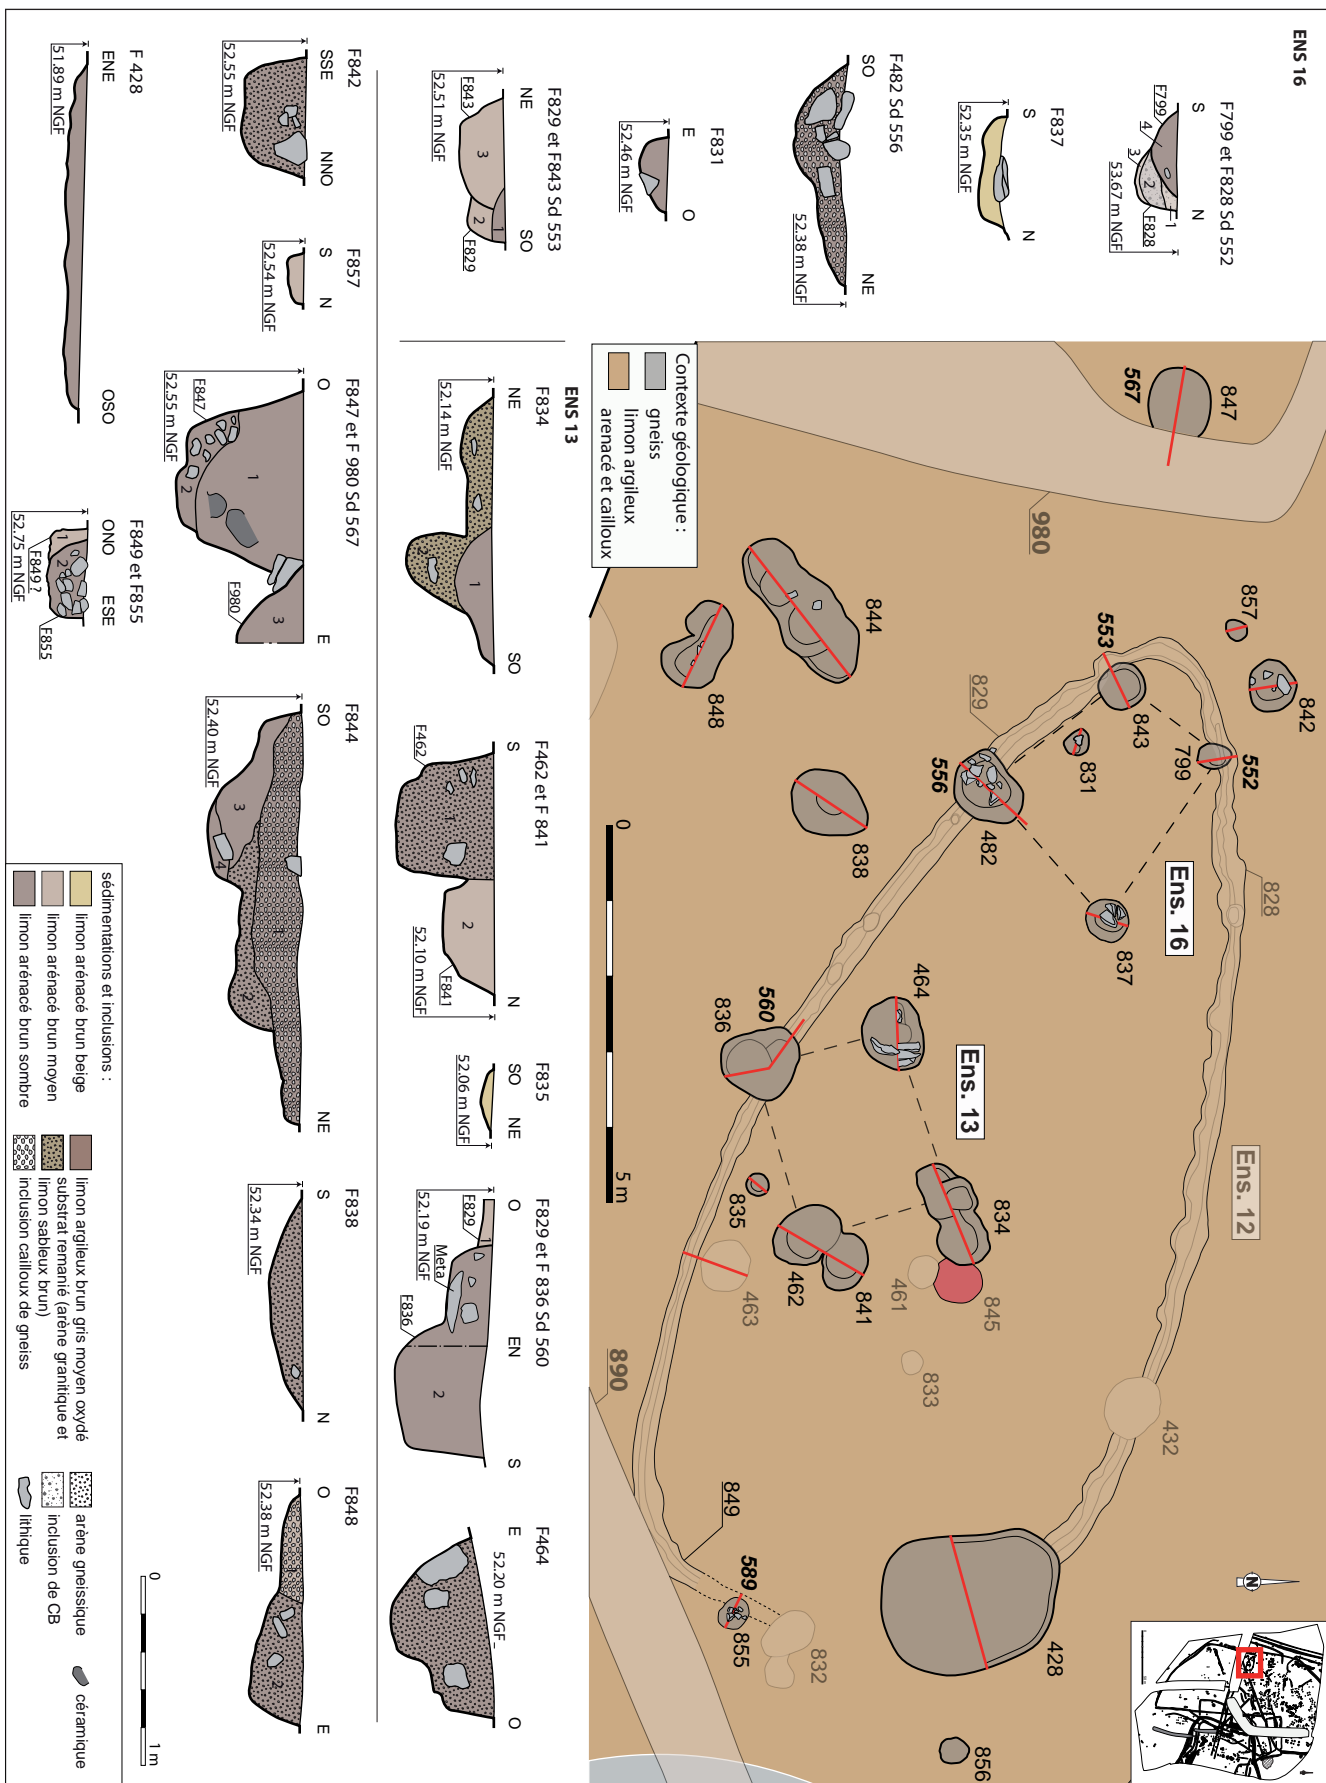 ENS 16
F799 et F828 Sd 552
S
N
F799
4
3
2
1
F828
53.67 m NGF
F837
S
N
52.35 m NGF
F482 Sd 556
SO
NE
52.38 m NGF
F831
E
O
52.46 m NGF
F829 et F843 Sd 553
NE
SO
F843
3
2
1
F829
52.51 m NGF
F842
SSE
NNO
52.55 m NGF
F857
S
N
52.54 m NGF
F847 et F 980 Sd 567
O
E
F847
1
2
3
F980
52.55 m NGF
F 428
ENE
OSO
51.89 m NGF
F849 et F855
ONO
ESE
1
2
F849?
F855
52.75 m NGF
ENS 13
F834
NE
SO
1
2
52.14 m NGF
F462 et F 841
S
N
F462
1
2
F841
52.10 m NGF
F835
SO
NE
52.06 m NGF
F829 et F 836 Sd 560
O
EN
S
F829
1
Meta
F836
2
52.19 m NGF
F464
E
O
52.20 m NGF
F844
SO
NE
1
2
3
4
52.40 m NGF
F838
S
N
52.34 m NGF
F848
O
E
1
2
52.38 m NGF
Contexte géologique :
gneiss
limon argileux
arenacé et cailloux
847
567
980
857
842
553
843
829
844
848
831
799
552
556
482
838
Ens. 16
828
837
0
5 m
464
560
836
Ens. 13
834
835
462
841
463
461
845
833
Ens. 12
432
890
849
589
855
832
428
856
N
sédimentations et inclusions :
limon arénacé brun beige
limon arénacé brun moyen
limon arénacé brun sombre
limon argileux brun gris moyen oxydé
substrat remanié (arène granitique et
limon sableux brun)
inclusion cailloux de gneiss
arène gneissique
inclusion de CB
lithique
céramique
0
1 m